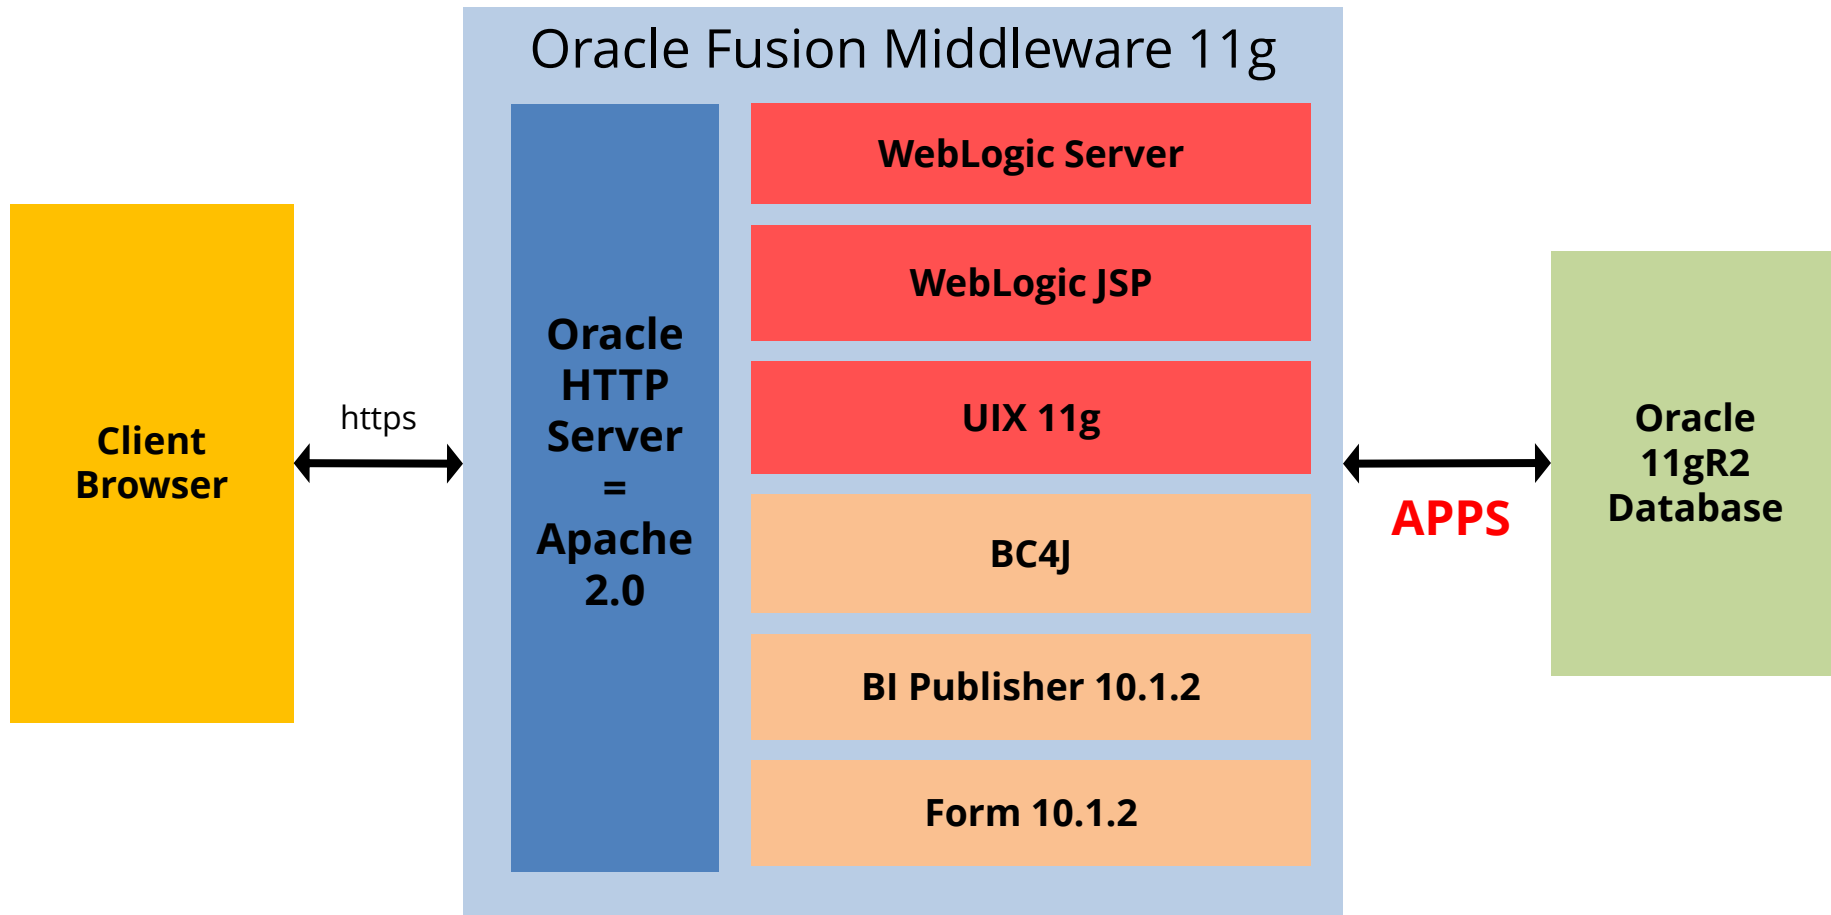 Oracle Fusion Middleware 11g
Client
Browser
https
Oracle
HTTP
Server
=
Apache
2.0
WebLogic Server
WebLogic JSP
UIX 11g
BC4J
BI Publisher 10.1.2
Form 10.1.2
APPS
Oracle
11gR2
Database